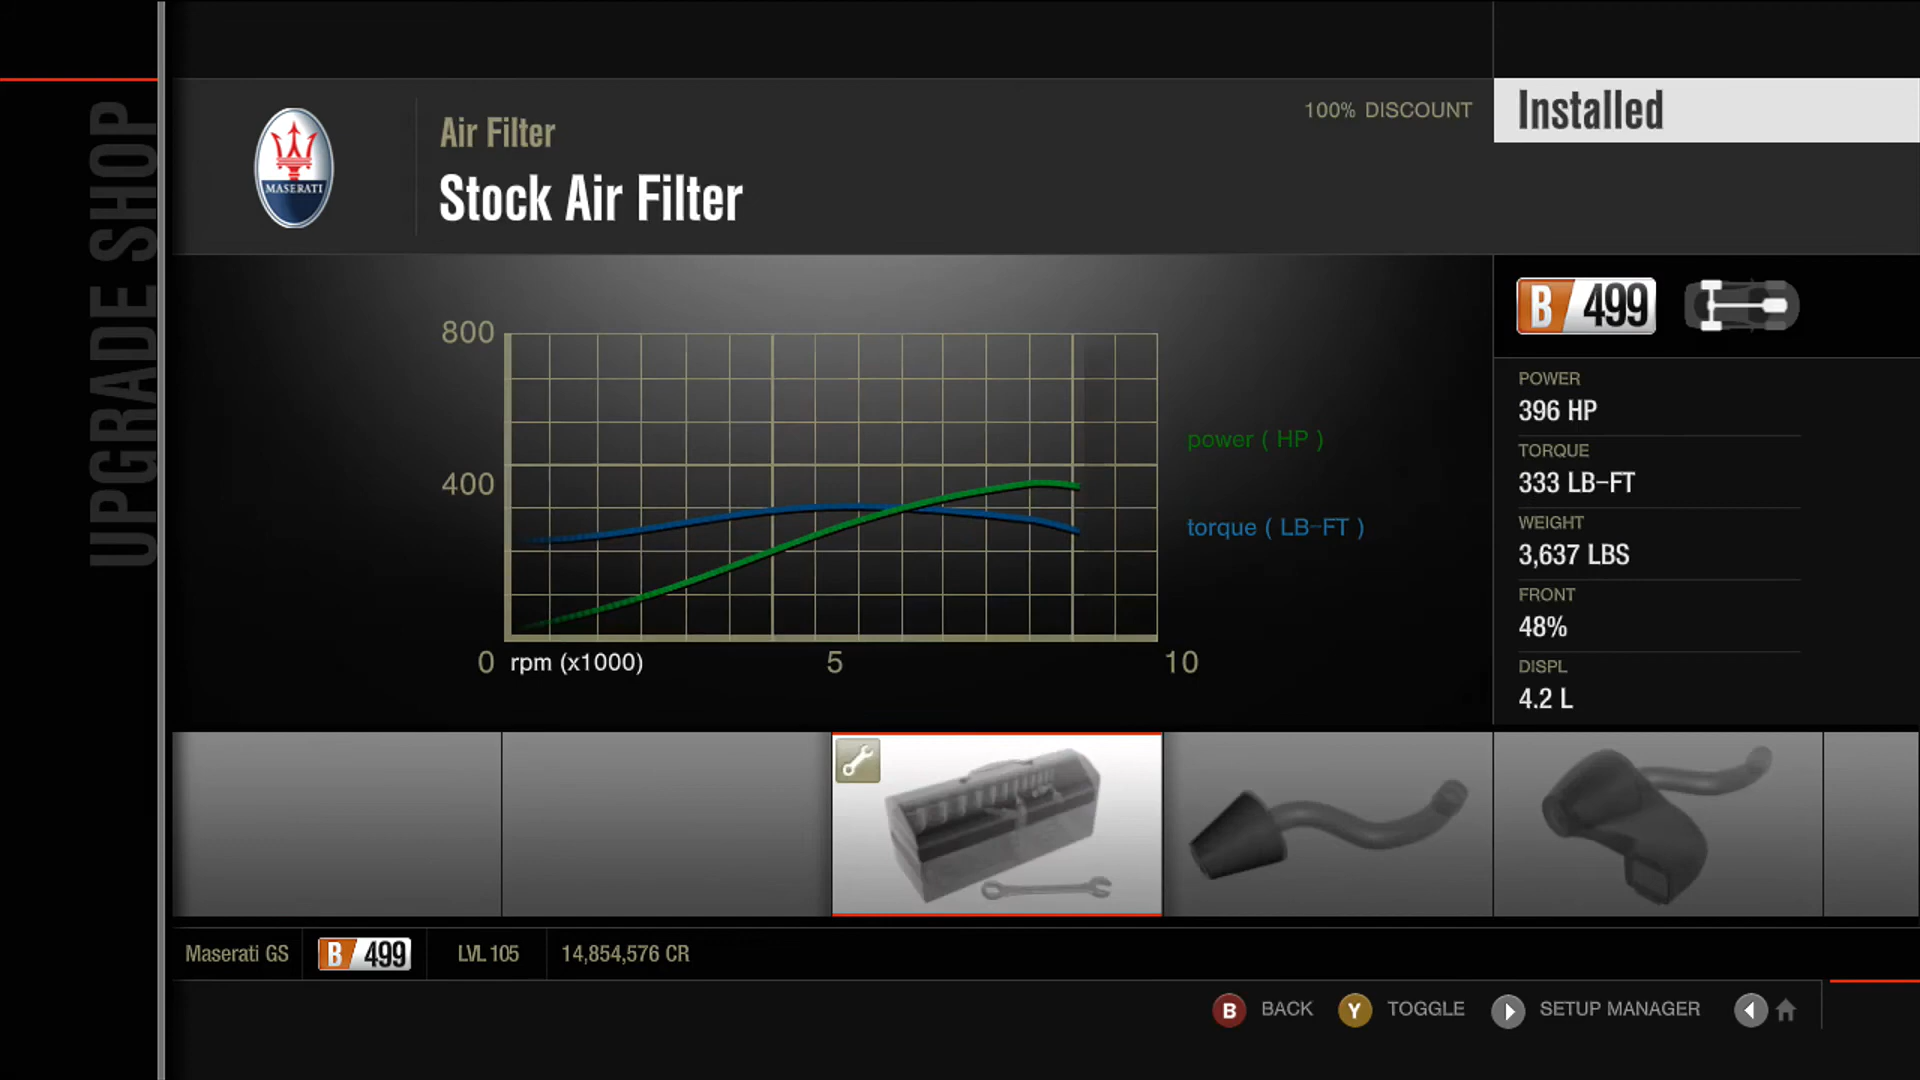 UPGRADE SHOP
MASERATI
Air Filter
Stock Air Filter
100% DISCOUNT
Installed
B 499
POWER
396 HP
TORQUE
333 LB-FT
WEIGHT
3,637 LBS
FRONT
48%
DISPL
4.2 L
800
400
0 rpm (x1000) 5 10
power ( HP )
torque ( LB-FT )
Maserati GS B 499 LVL 105 14,854,576 CR
B BACK Y TOGGLE SETUP MANAGER